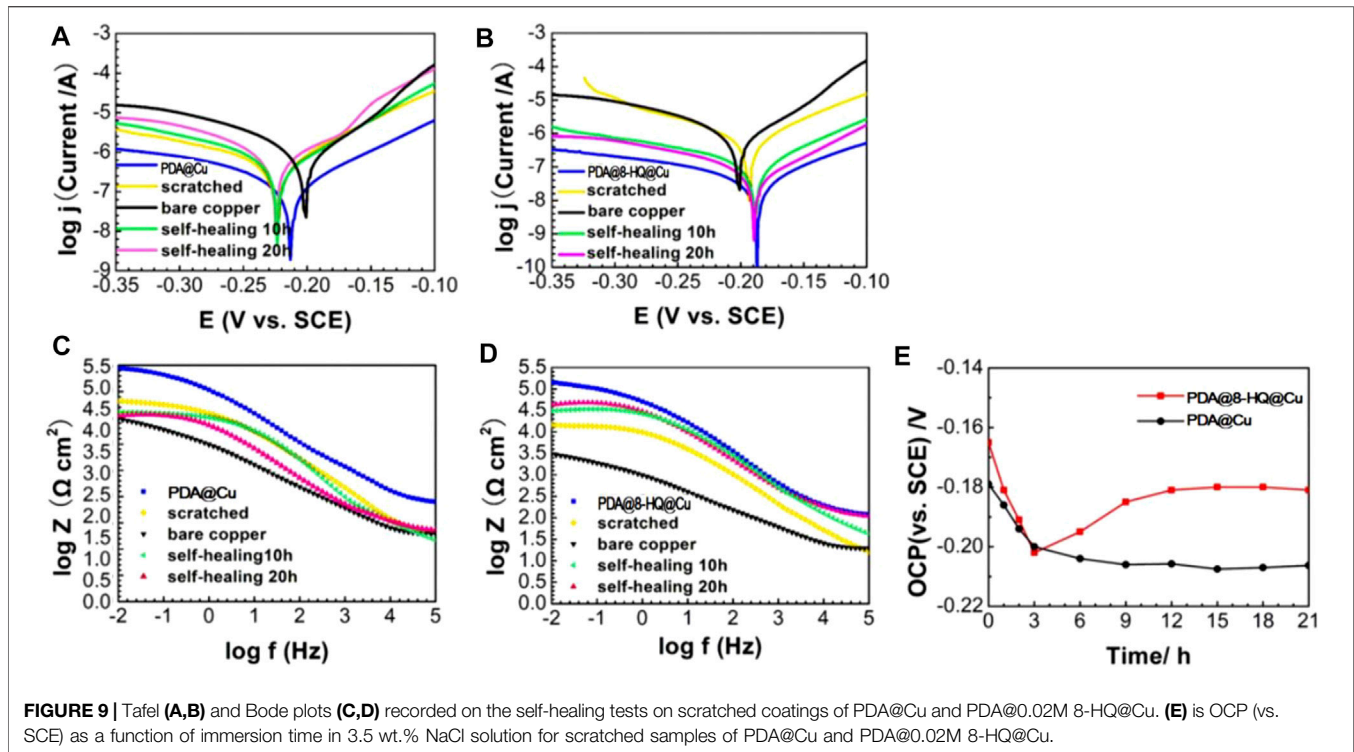 A
-3
-4
-5
-6
-7
-8
-9
log j (Current /A)
PDA@Cu
scratched
bare copper
self-healing 10h
self-healing 20h
-0.35 -0.30 -0.25 -0.20 -0.15 -0.10
E (V vs. SCE)
B
-3
-4
-5
-6
-7
-8
-9
-10
log j (Current /A)
PDA@8-HQ@Cu
scratched
bare copper
self-healing 10h
self-healing 20h
-0.35 -0.30 -0.25 -0.20 -0.15 -0.10
E (V vs. SCE)
C
5.5
5.0
4.5
4.0
3.5
3.0
2.5
2.0
1.5
1.0
0.5
0.0
log Z (Ω cm²)
PDA@Cu
scratched
bare copper
self-healing10h
self-healing 20h
-2 -1 0 1 2 3 4 5
log f (Hz)
D
5.5
5.0
4.5
4.0
3.5
3.0
2.5
2.0
1.5
1.0
0.5
0.0
log Z (Ω cm²)
PDA@8-HQ@Cu
scratched
bare copper
self-healing 10h
self-healing 20h
-2 -1 0 1 2 3 4 5
log f (Hz)
E
-0.14
-0.16
-0.18
-0.20
-0.22
OCP(vs. SCE) /V
PDA@8-HQ@Cu
PDA@Cu
0 3 6 9 12 15 18 21
Time/ h
FIGURE 9 | Tafel (A,B) and Bode plots (C,D) recorded on the self-healing tests on scratched coatings of PDA@Cu and PDA@0.02M 8-HQ@Cu. (E) is OCP (vs.
SCE) as a function of immersion time in 3.5 wt.% NaCl solution for scratched samples of PDA@Cu and PDA@0.02M 8-HQ@Cu.